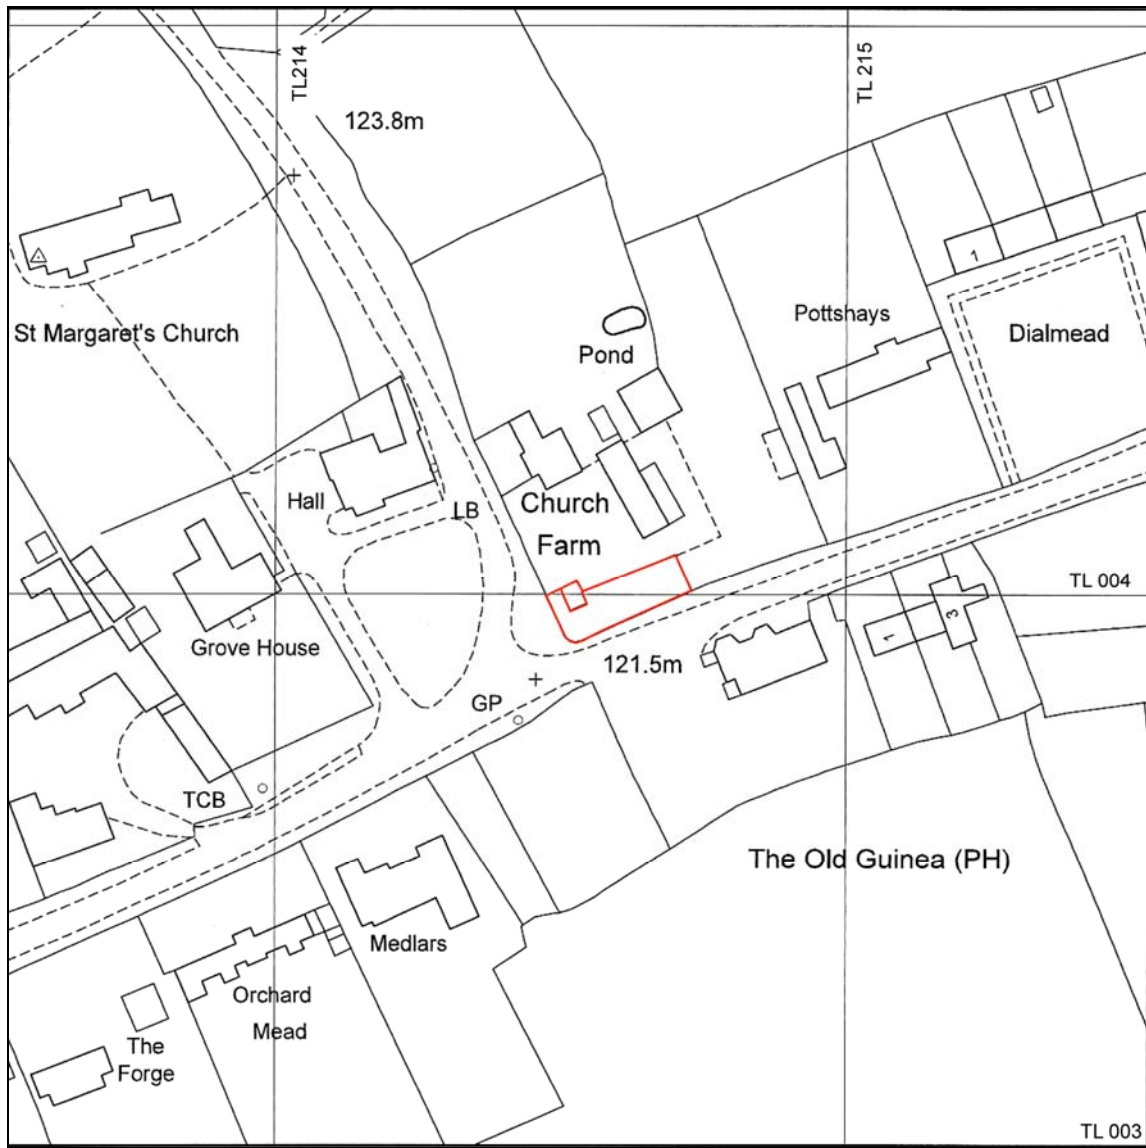 TL214
TL 215
123.8m
1
St Margaret's Church
Pond
Pottshays
Dialmead
Hall
LB
Church
Farm
TL 004
Grove House
121.5m
1
3
GP
TCB
The Old Guinea (PH)
Medlars
Orchard
Mead
The
Forge
TL 003